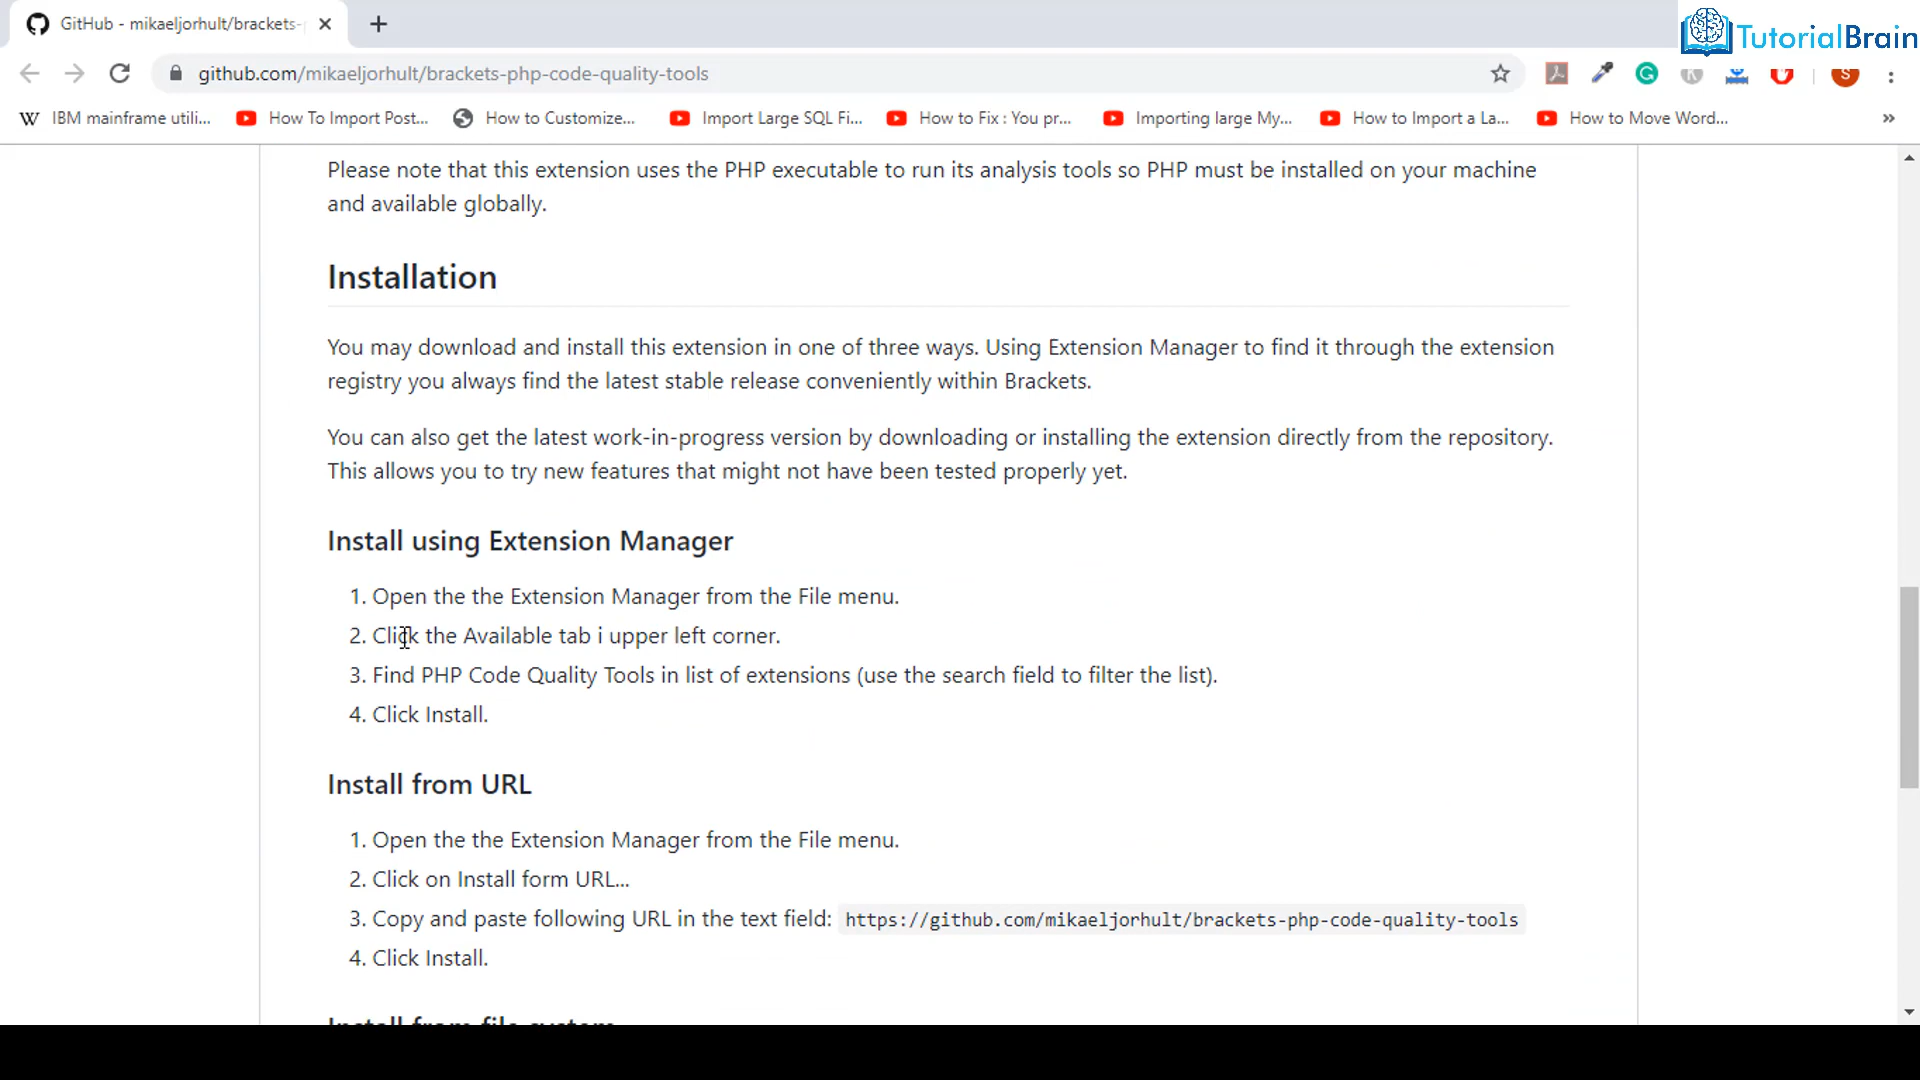 GitHub - mikaeljorhult/brackets-
TutorialBrain
github.com/mikaeljorhult/brackets-php-code-quality-tools
S
W IBM mainframe utili... How To Import Post... How to Customize... Import Large SQL Fi... How to Fix : You pr... Importing large My... How to Import a La... How to Move Word... »
Please note that this extension uses the PHP executable to run its analysis tools so PHP must be installed on your machine
and available globally.
Installation
You may download and install this extension in one of three ways. Using Extension Manager to find it through the extension
registry you always find the latest stable release conveniently within Brackets.
You can also get the latest work-in-progress version by downloading or installing the extension directly from the repository.
This allows you to try new features that might not have been tested properly yet.
Install using Extension Manager
1. Open the the Extension Manager from the File menu.
2. Click the Available tab i upper left corner.
3. Find PHP Code Quality Tools in list of extensions (use the search field to filter the list).
4. Click Install.
Install from URL
1. Open the the Extension Manager from the File menu.
2. Click on Install form URL...
3. Copy and paste following URL in the text field: https://github.com/mikaeljorhult/brackets-php-code-quality-tools
4. Click Install.
Install from file system